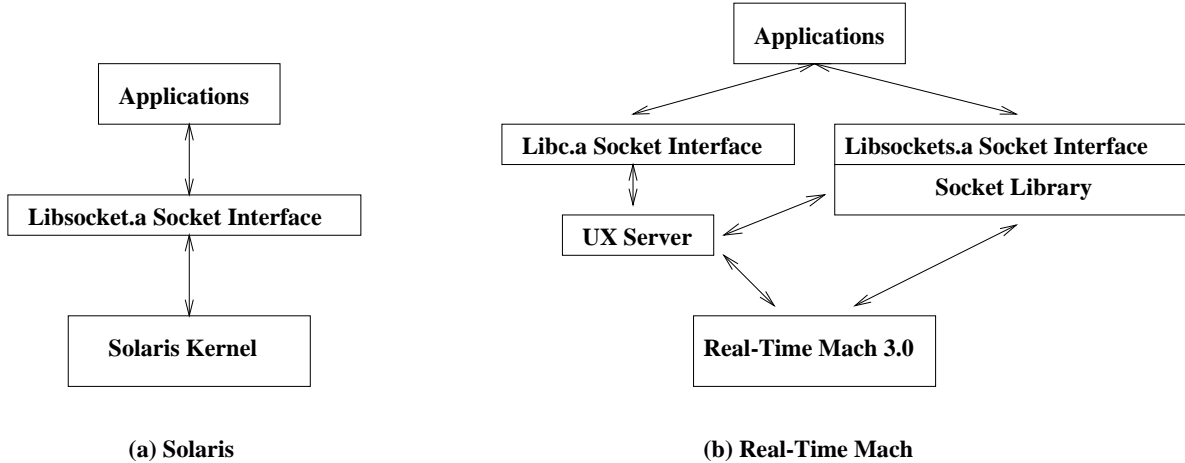 Applications
Libsocket.a Socket Interface
Solaris Kernel
(a) Solaris
Applications
Libc.a Socket Interface
Libsockets.a Socket Interface
Socket Library
UX Server
Real-Time Mach 3.0
(b) Real-Time Mach